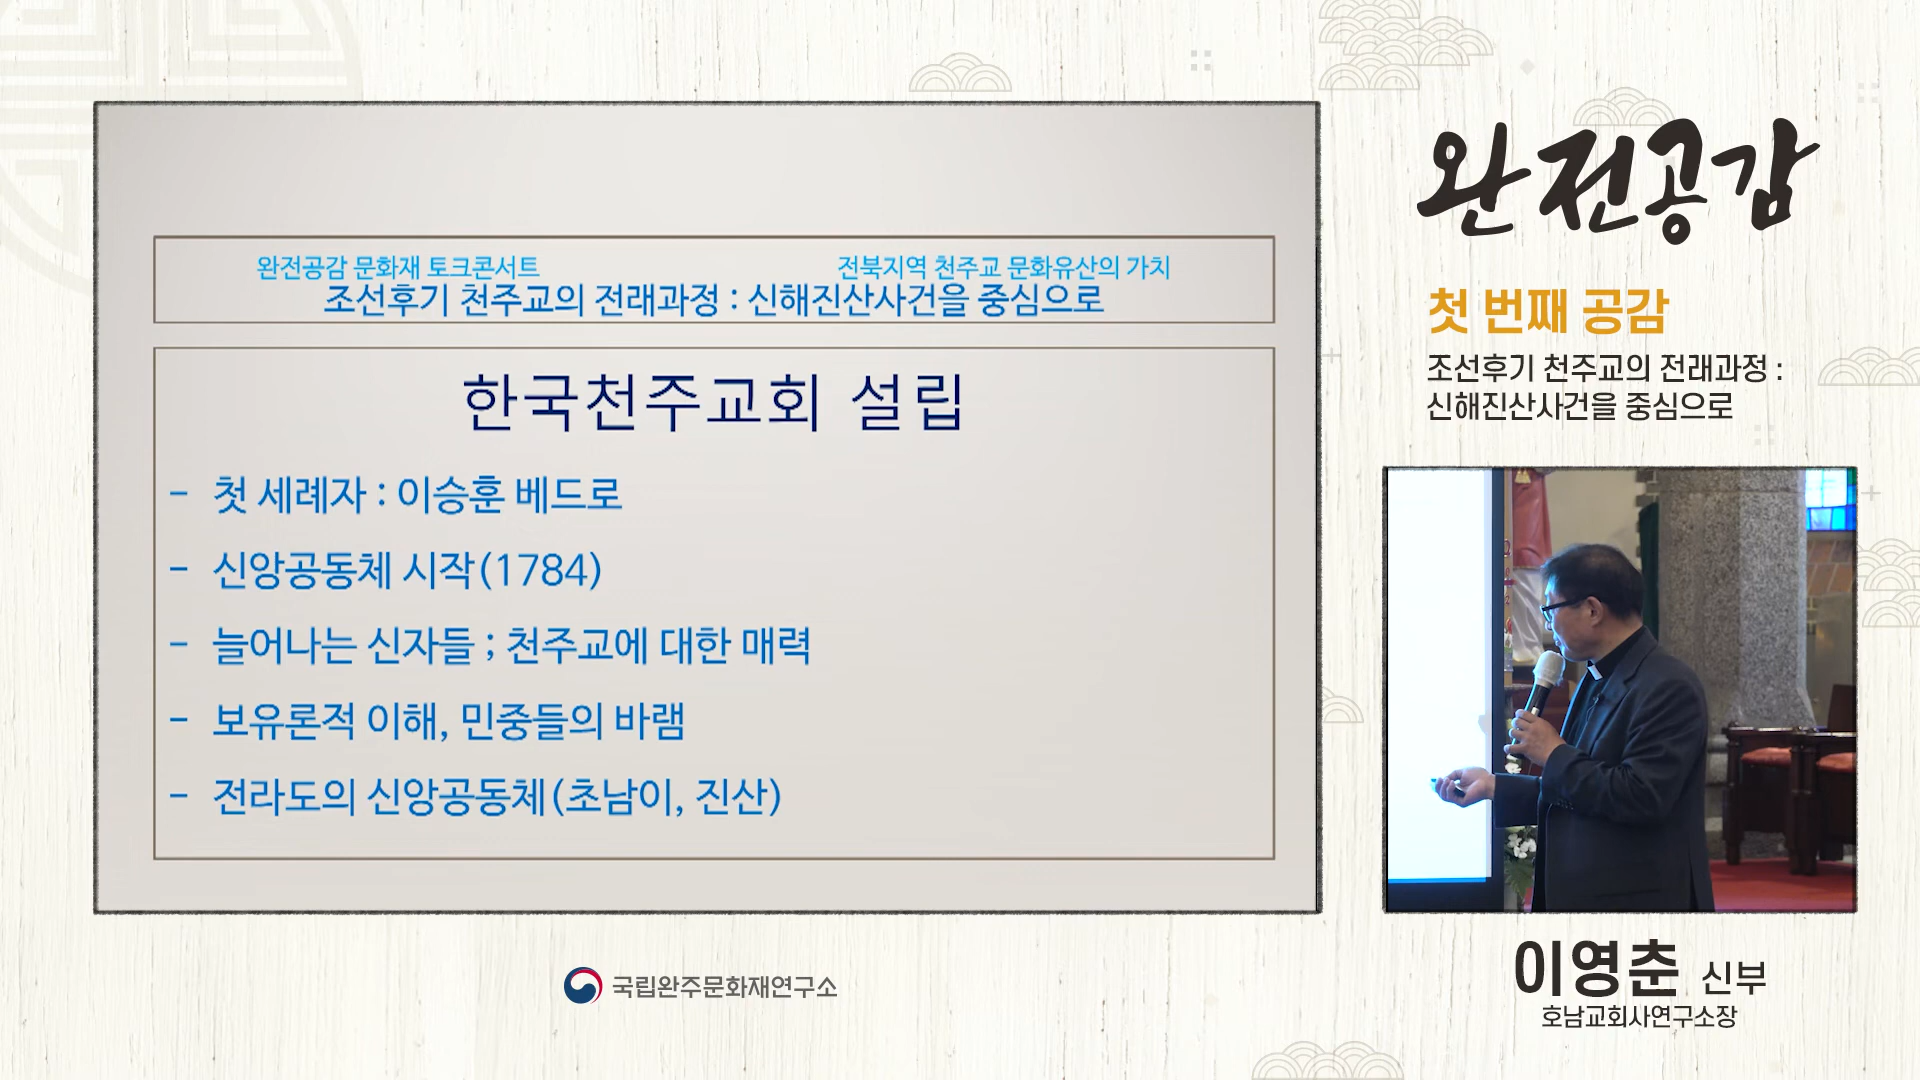 완전공감 문화재 토크콘서트 전북지역 천주교 문화유산의 가치
조선후기 천주교의 전래과정 : 신해진산사건을 중심으로
한국천주교회 설립
- 첫 세례자 : 이승훈 베드로
- 신앙공동체 시작(1784)
- 늘어나는 신자들 ; 천주교에 대한 매력
- 보유론적 이해, 민중들의 바램
- 전라도의 신앙공동체(초남이, 진산)
완전공감
첫 번째 공감
조선후기 천주교의 전래과정 :
신해진산사건을 중심으로
이영춘 신부
호남교회사연구소장
국립완주문화재연구소